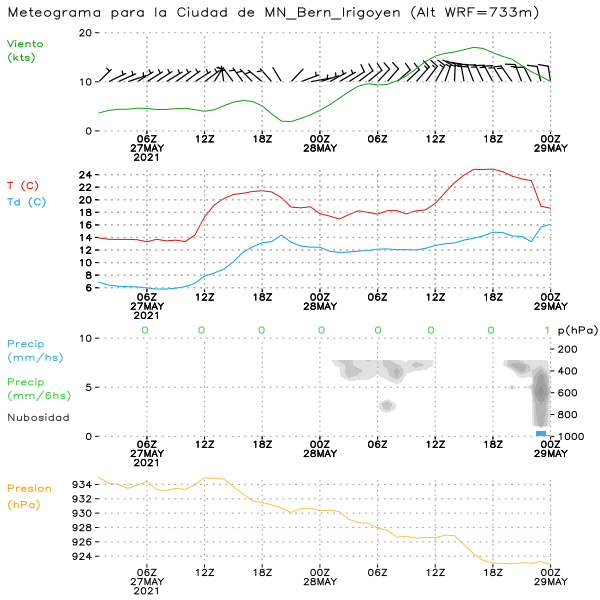 Meteograma para la Ciudad de MN_Bern_Irigoyen (Alt WRF=733m)
Viento
(kts)
20
10
0
06Z 12Z 18Z 00Z 06Z 12Z 18Z 00Z
27MAY 28MAY 29MAY
2021
T (C)
Td (C)
24
22
20
18
16
14
12
10
8
6
06Z 12Z 18Z 00Z 06Z 12Z 18Z 00Z
27MAY 28MAY 29MAY
2021
0 0 0 0 0 0 0 1 p(hPa)
Precip
(mm/hs)
Precip
(mm/6hs)
Nubosidad
10
5
0
200
400
600
800
1000
06Z 12Z 18Z 00Z 06Z 12Z 18Z 00Z
27MAY 28MAY 29MAY
2021
Presion
(hPa)
934
932
930
928
926
924
06Z 12Z 18Z 00Z 06Z 12Z 18Z 00Z
27MAY 28MAY 29MAY
2021